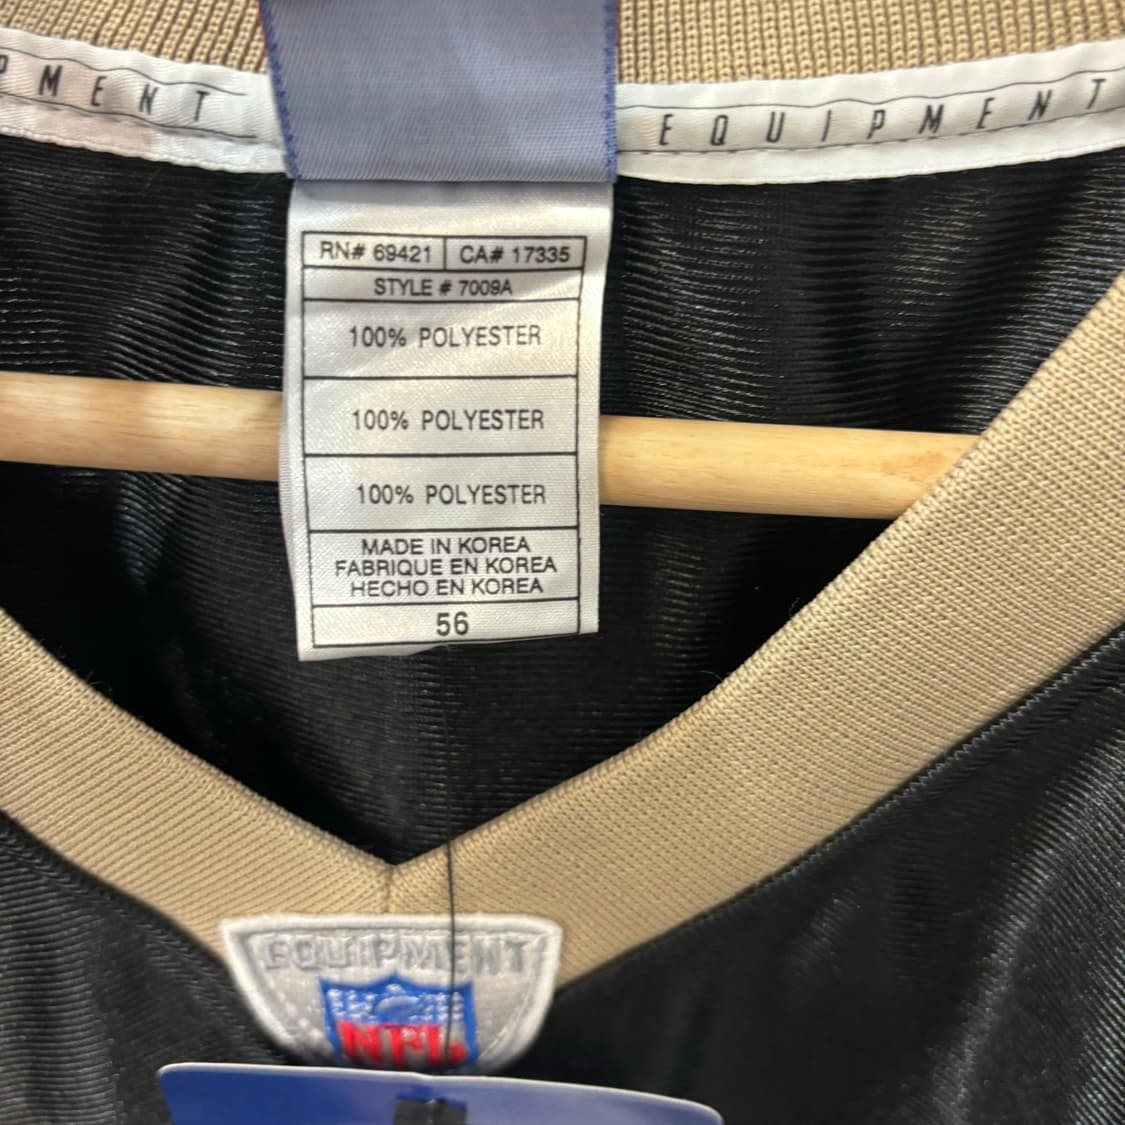 PMENT
EQUIPMENT
RN# 69421 CA# 17335
STYLE # 7009A
100% POLYESTER
100% POLYESTER
100% POLYESTER
MADE IN KOREA
FABRIQUE EN KOREA
HECHO EN KOREA
56
EQUIPMENT
NFL